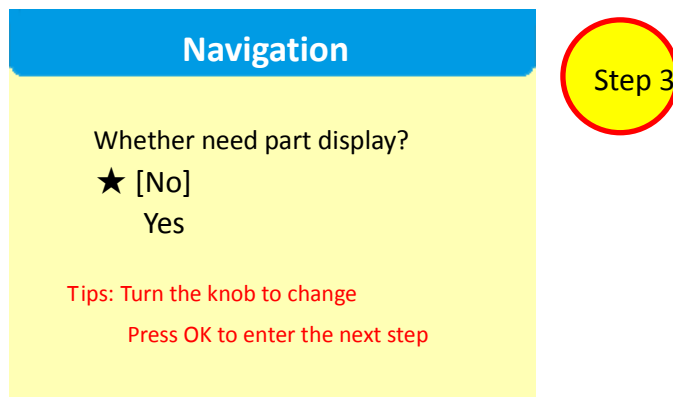 Navigation
Step 3
Whether need part display?
★ [No]
Yes
Tips: Turn the knob to change
Press OK to enter the next step